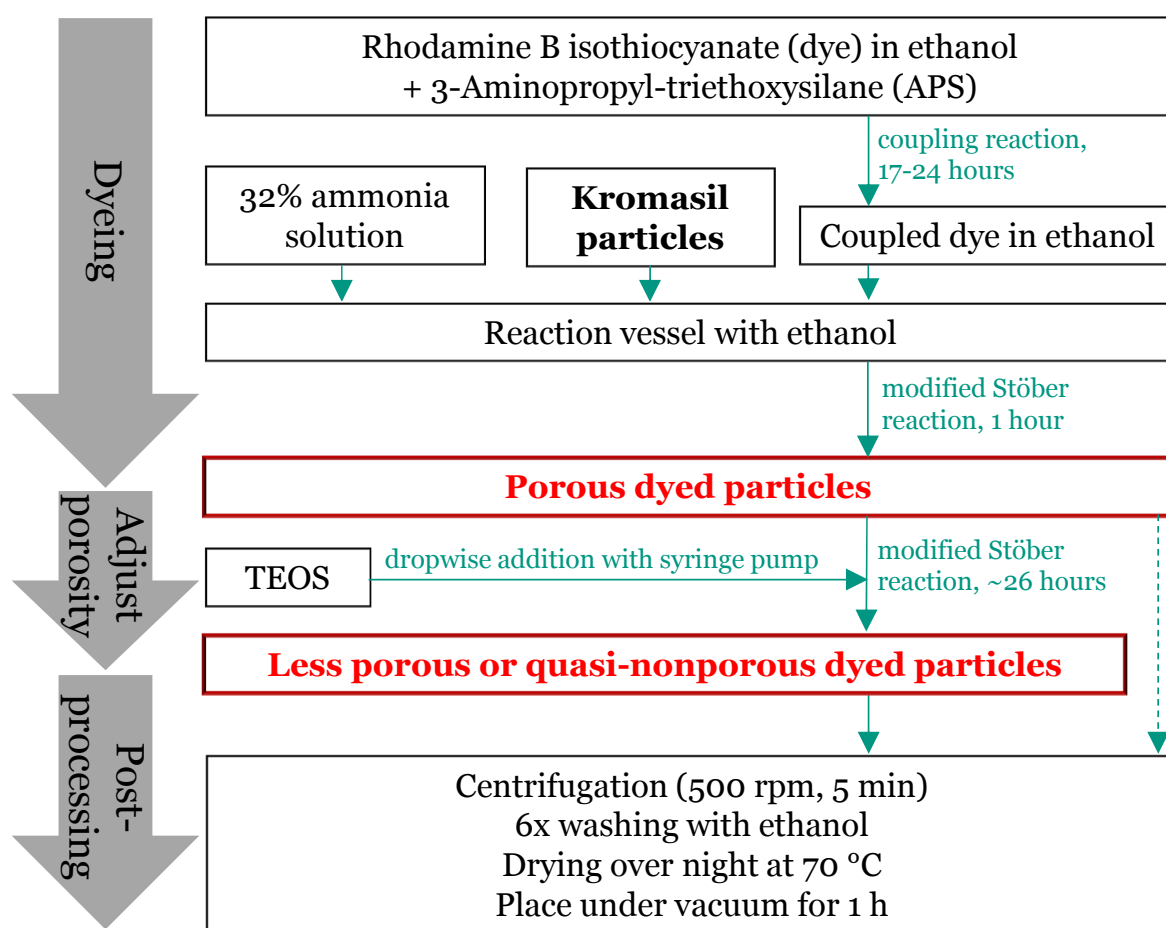 Dyeing
Rhodamine B isothiocyanate (dye) in ethanol
+ 3-Aminopropyl-triethoxysilane (APS)
coupling reaction,
17-24 hours
32% ammonia
solution
Kromasil
particles
Coupled dye in ethanol
Reaction vessel with ethanol
modified Stöber
reaction, 1 hour
Porous dyed particles
Adjust
porosity
TEOS
dropwise addition with syringe pump
modified Stöber
reaction, ~26 hours
Less porous or quasi-nonporous dyed particles
Post-
processing
Centrifugation (500 rpm, 5 min)
6x washing with ethanol
Drying over night at 70 °C
Place under vacuum for 1 h